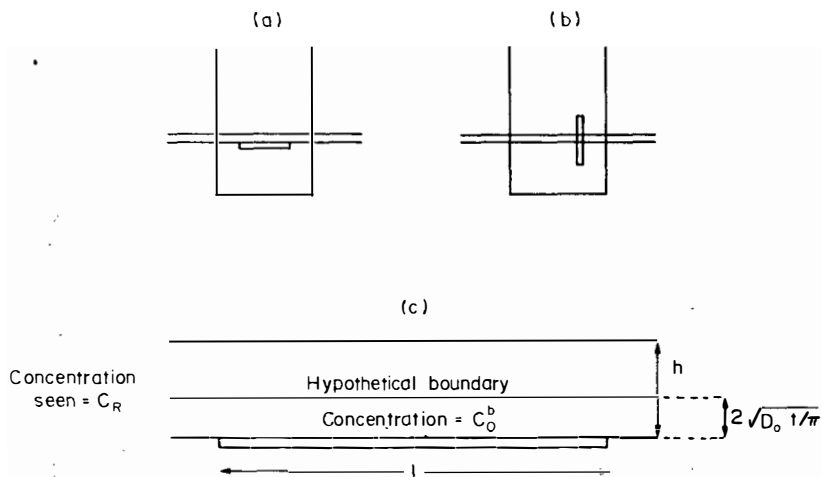 (a)
(b)
(c)
Concentration
seen = C_R
Hypothetical boundary
Concentration = C_O^b
h
2 √D_o t/π
l